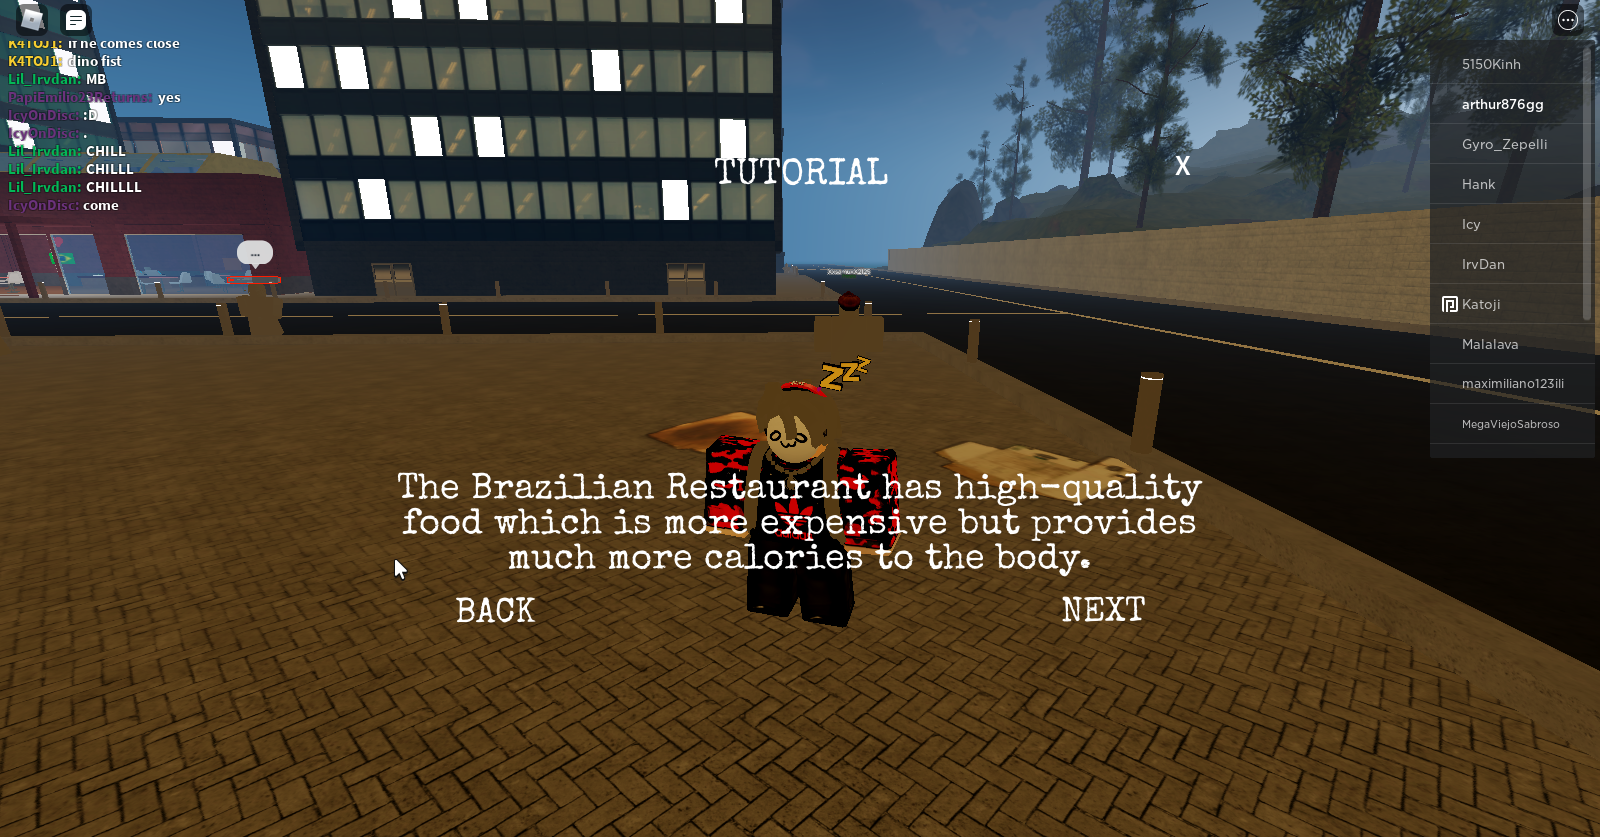 K4TOJ1: if he comes close
K4TOJ1: dino fist
Lil_Irvdan: MB
PapiEmilio23Returns: yes
IcyOnDisc: :D
IcyOnDisc: .
Lil_Irvdan: CHILL
Lil_Irvdan: CHILLL
Lil_Irvdan: CHILLLL
IcyOnDisc: come
...
TUTORIAL
X
5150Kinh
arthur876gg
Gyro_Zepelli
Hank
Icy
IrvDan
Katoji
Malalava
maximiliano123ili
MegaViejoSabroso
ZZZ
The Brazilian Restaurant has high-quality
food which is more expensive but provides
much more calories to the body.
BACK
NEXT